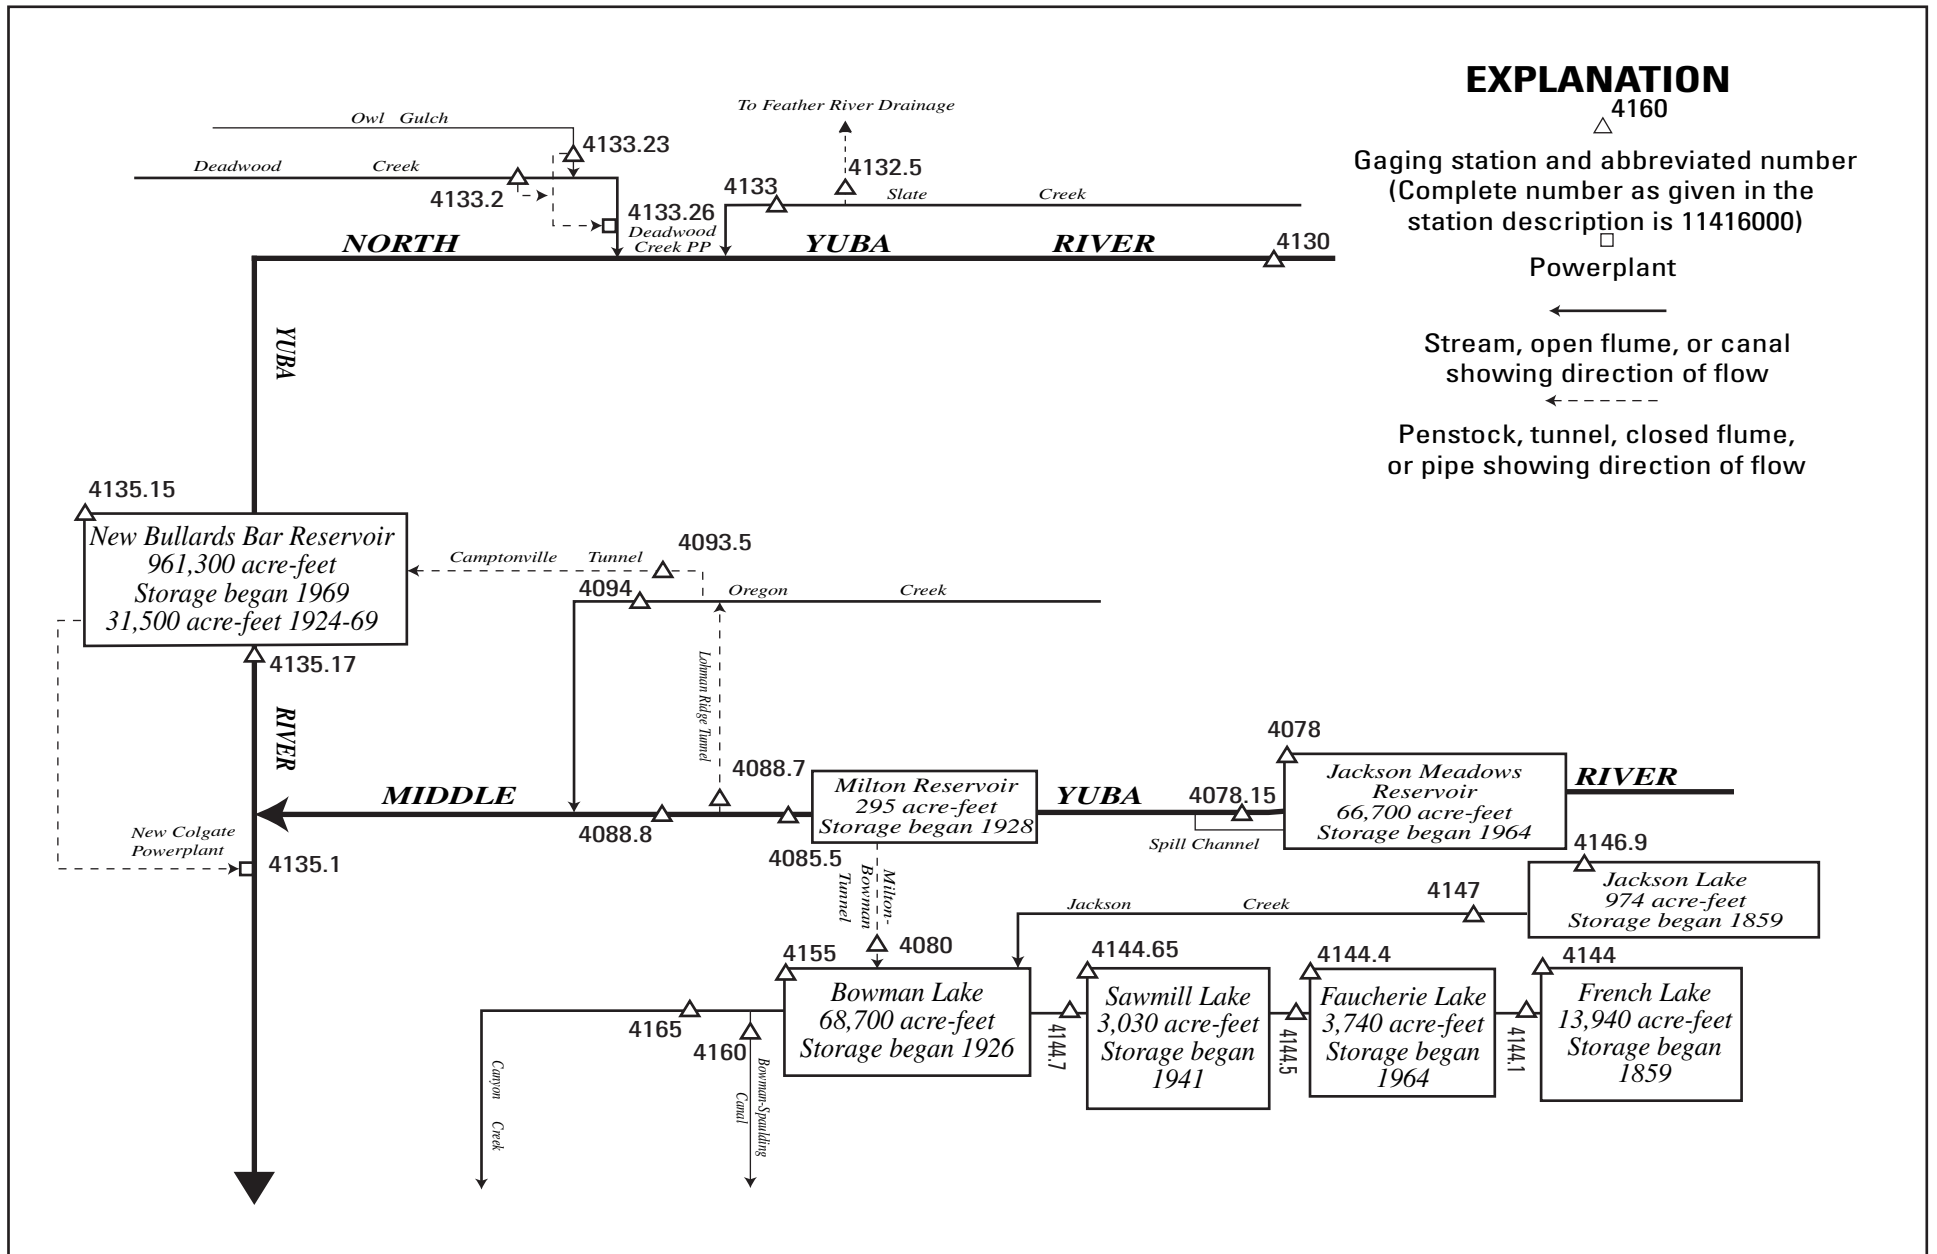 EXPLANATION
4160
Gaging station and abbreviated number
(Complete number as given in the
station description is 11416000)
Powerplant
Stream, open flume, or canal
showing direction of flow
Penstock, tunnel, closed flume,
or pipe showing direction of flow
To Feather River Drainage
Owl Gulch
4133.23
Deadwood Creek
4133.2
4132.5
4133
Slate Creek
4133.26
Deadwood
Creek PP
NORTH YUBA RIVER
4130
YUBA
4135.15
New Bullards Bar Reservoir
961,300 acre-feet
Storage began 1969
31,500 acre-feet 1924-69
Camptonville Tunnel
4093.5
4094
Oregon Creek
4135.17
Lohman Ridge Tunnel
RIVER
4078
4088.7
Milton Reservoir
295 acre-feet
Storage began 1928
MIDDLE YUBA RIVER
4078.15
Jackson Meadows
Reservoir
66,700 acre-feet
Storage began 1964
4088.8
Spill Channel
New Colgate
Powerplant
4135.1
4085.5
Milton-
Bowman
Tunnel
4146.9
Jackson Lake
974 acre-feet
Storage began 1859
4147
Jackson Creek
4080
4155
Bowman Lake
68,700 acre-feet
Storage began 1926
4144.65
Sawmill Lake
3,030 acre-feet
Storage began
1941
4144.4
Faucherie Lake
3,740 acre-feet
Storage began
1964
4144
French Lake
13,940 acre-feet
Storage began
1859
4144.7
4144.5
4144.1
4165
4160
Canyon Creek
Bowman-Spaulding
Canal